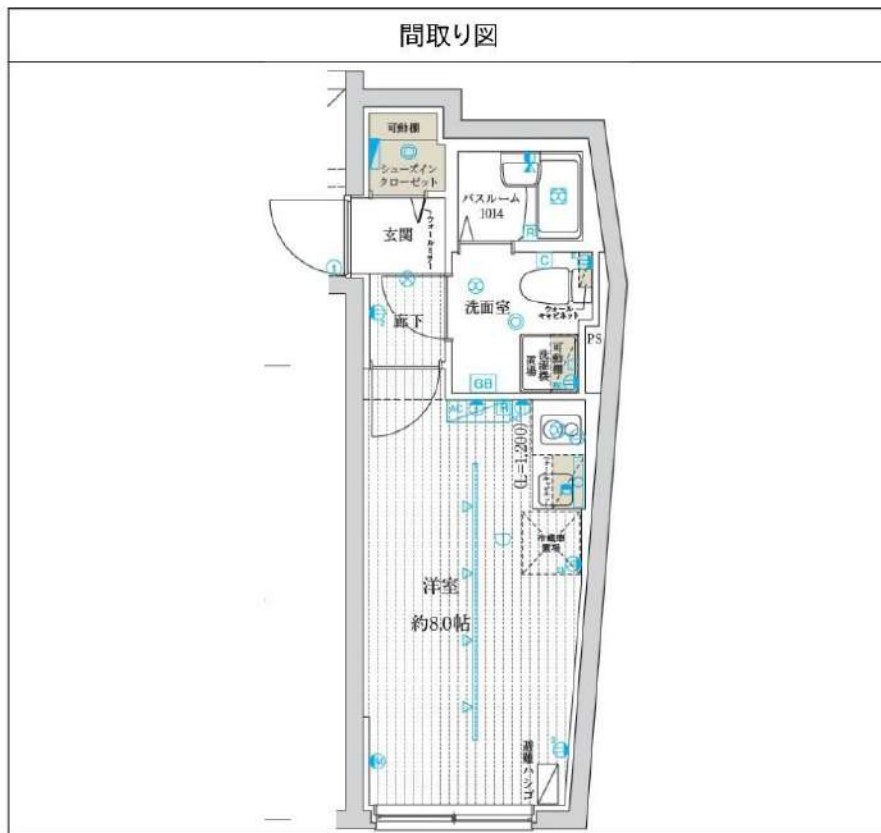 間取り図
可動棚
シューズイン
クローゼット
バスルーム
1014
玄関
ウォールミラー
R
C
洗面室
ウォール
キャビネット
廊下
PS
可動棚
洗濯機
置場
GB
AC
R
(L=1,200)
冷蔵庫
置場
洋室
約8.0帖
避難ハシゴ